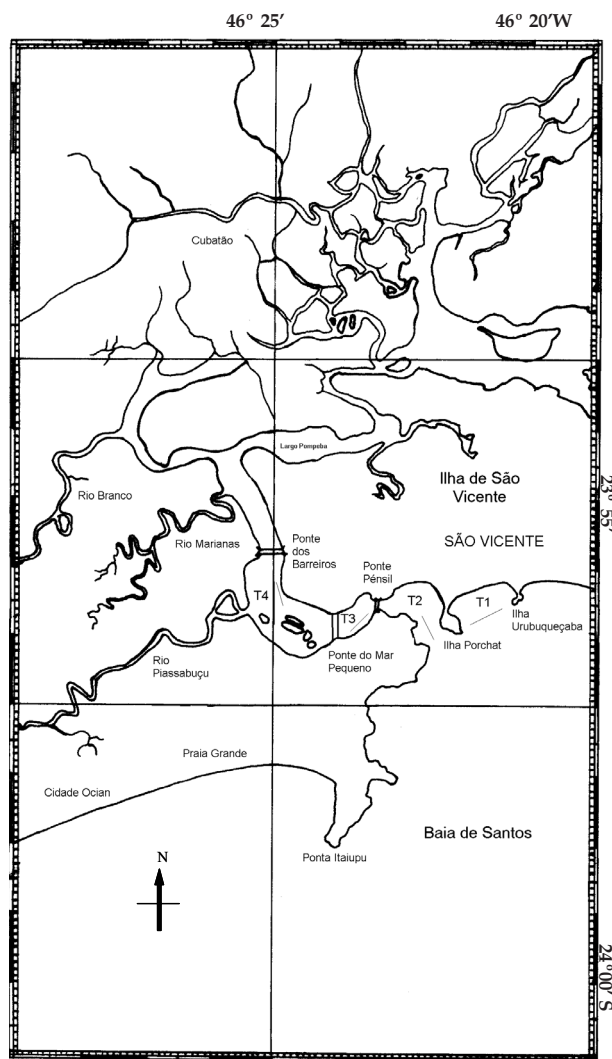 46° 25′
46° 20′W
Cubatão
Largo Pompeba
Ilha de São
Vicente
Rio Branco
23° 55′
Rio Marianas
Ponte
dos
Barreiros
SÃO VICENTE
Ponte
Pénsil
T4
T3
T2
T1
Ilha
Urubuqueçaba
Ilha Porchat
Ponte do Mar
Pequeno
Rio
Piassabuçu
Praia Grande
Cidade Ocian
Baia de Santos
Ponta Itaiupu
N
24°00′ S